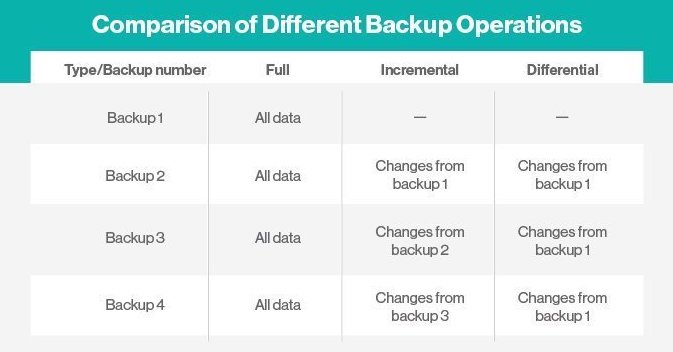 Comparison of Different Backup Operations
Type/Backup number Full Incremental Differential
Backup 1 All data — —
Backup 2 All data Changes from backup 1 Changes from backup 1
Backup 3 All data Changes from backup 2 Changes from backup 1
Backup 4 All data Changes from backup 3 Changes from backup 1